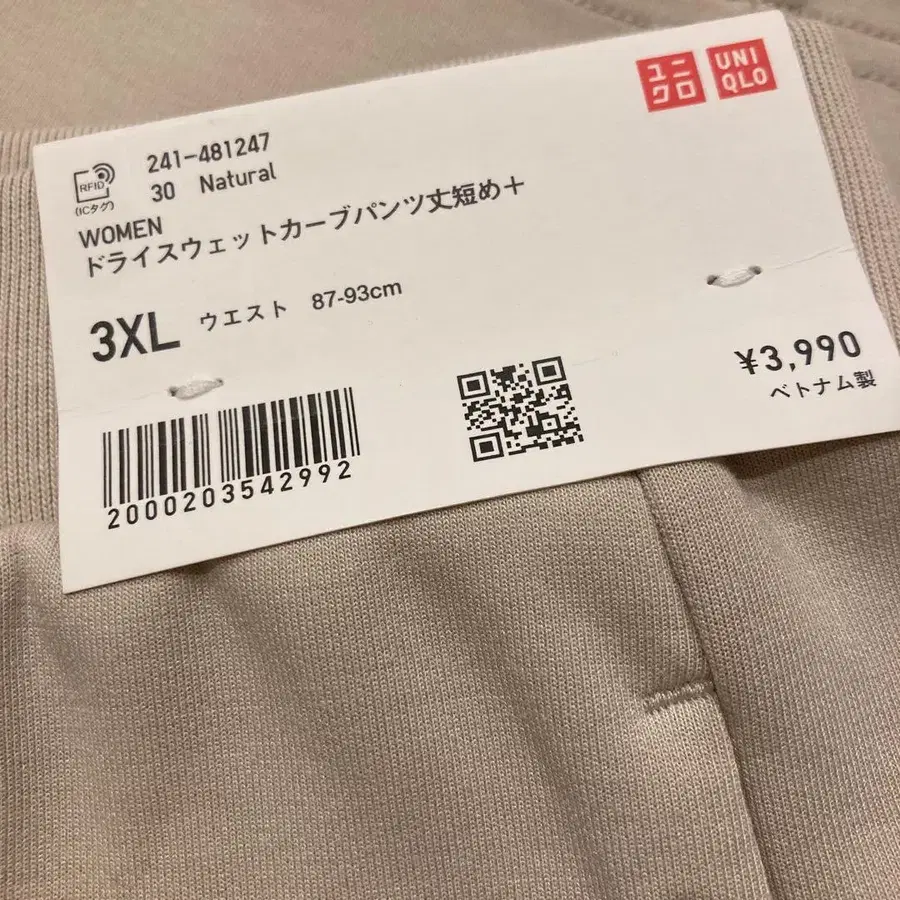 ユニクロ
UNIQLO
241-481247
RFID
30 Natural
(ICタグ)
WOMEN
ドライスウェットカーブパンツ丈短め＋
3XL ウエスト 87-93cm
¥3,990
ベトナム製
2000203542992